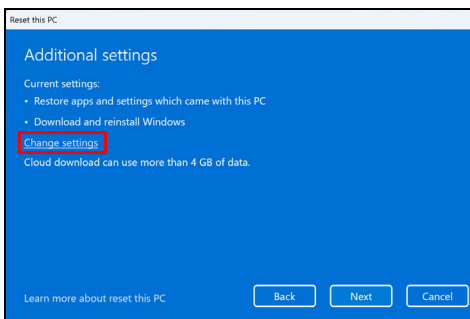 Reset this PC
Additional settings
Current settings:
• Restore apps and settings which came with this PC
• Download and reinstall Windows
Change settings
Cloud download can use more than 4 GB of data.
Learn more about reset this PC
Back
Next
Cancel